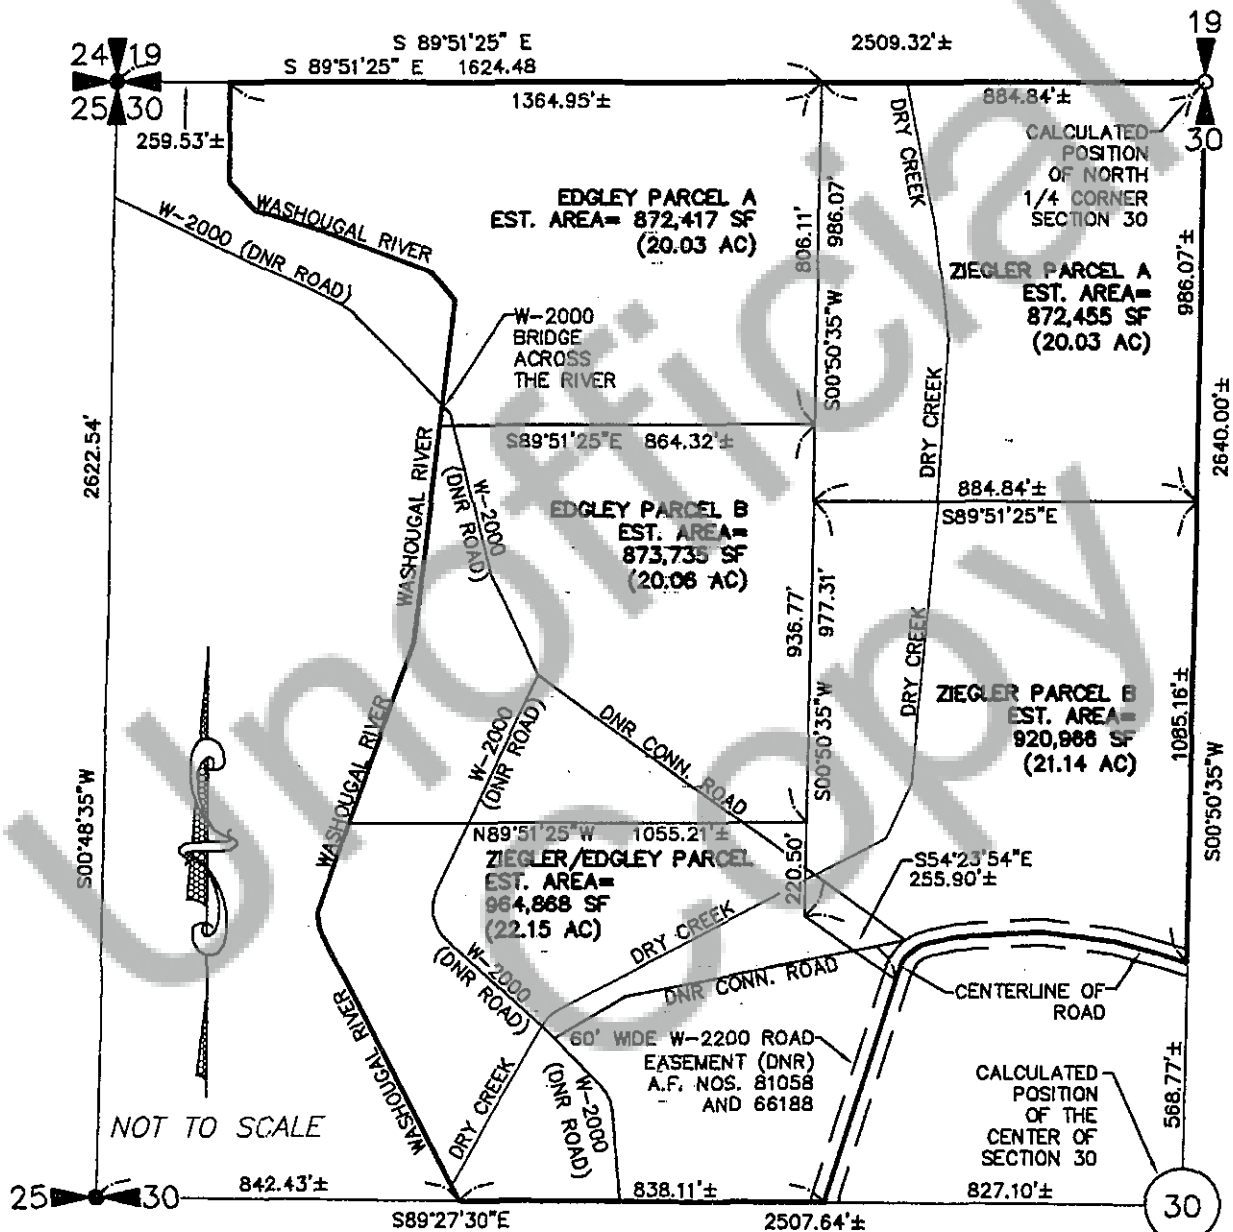 S 89°51'25" E
2509.32'±
19
24 19
S 89°51'25" E 1624.48
25 30
1364.95'±
884.84'±
259.53'±
30
CALCULATED
POSITION
OF NORTH
1/4 CORNER
SECTION 30
DRY CREEK
WASHOUGAL RIVER
W-2000 (DNR ROAD)
EDGLEY PARCEL A
EST. AREA= 872,417 SF
(20.03 AC)
806.11'
986.07'
S00°50'35"W
ZIEGLER PARCEL A
EST. AREA=
872,455 SF
(20.03 AC)
986.07'±
W-2000
BRIDGE
ACROSS
THE RIVER
DRY CREEK
2640.00'±
2622.54'
S89°51'25"E 864.32'±
WASHOUGAL RIVER
W-2000
(DNR ROAD)
884.84'±
S89°51'25"E
EDGLEY PARCEL B
EST. AREA=
873,735 SF
(20.06 AC)
936.77'
977.31'
S00°50'35"W
DRY CREEK
ZIEGLER PARCEL B
EST. AREA=
920,966 SF
(21.14 AC)
1085.16'±
S00°50'35"W
W-2000
(DNR ROAD)
DNR CONN. ROAD
WASHOUGAL RIVER
S00°48'35"W
N89°51'25"W 1055.21'±
ZIEGLER/EDGLEY PARCEL
EST. AREA=
964,868 SF
(22.15 AC)
220.50'
S54°23'54"E
255.90'±
DRY CREEK
W-2000
(DNR ROAD)
DNR CONN. ROAD
CENTERLINE OF
ROAD
WASHOUGAL RIVER
60' WIDE W-2200 ROAD
EASEMENT (DNR)
A.F. NOS. 81058
AND 66188
DRY CREEK
W-2000
(DNR ROAD)
CALCULATED
POSITION
OF THE
CENTER OF
SECTION 30
568.77'±
NOT TO SCALE
25 30
842.43'±
838.11'±
827.10'±
30
S89°27'30"E
2507.64'±
Unofficial
Copy